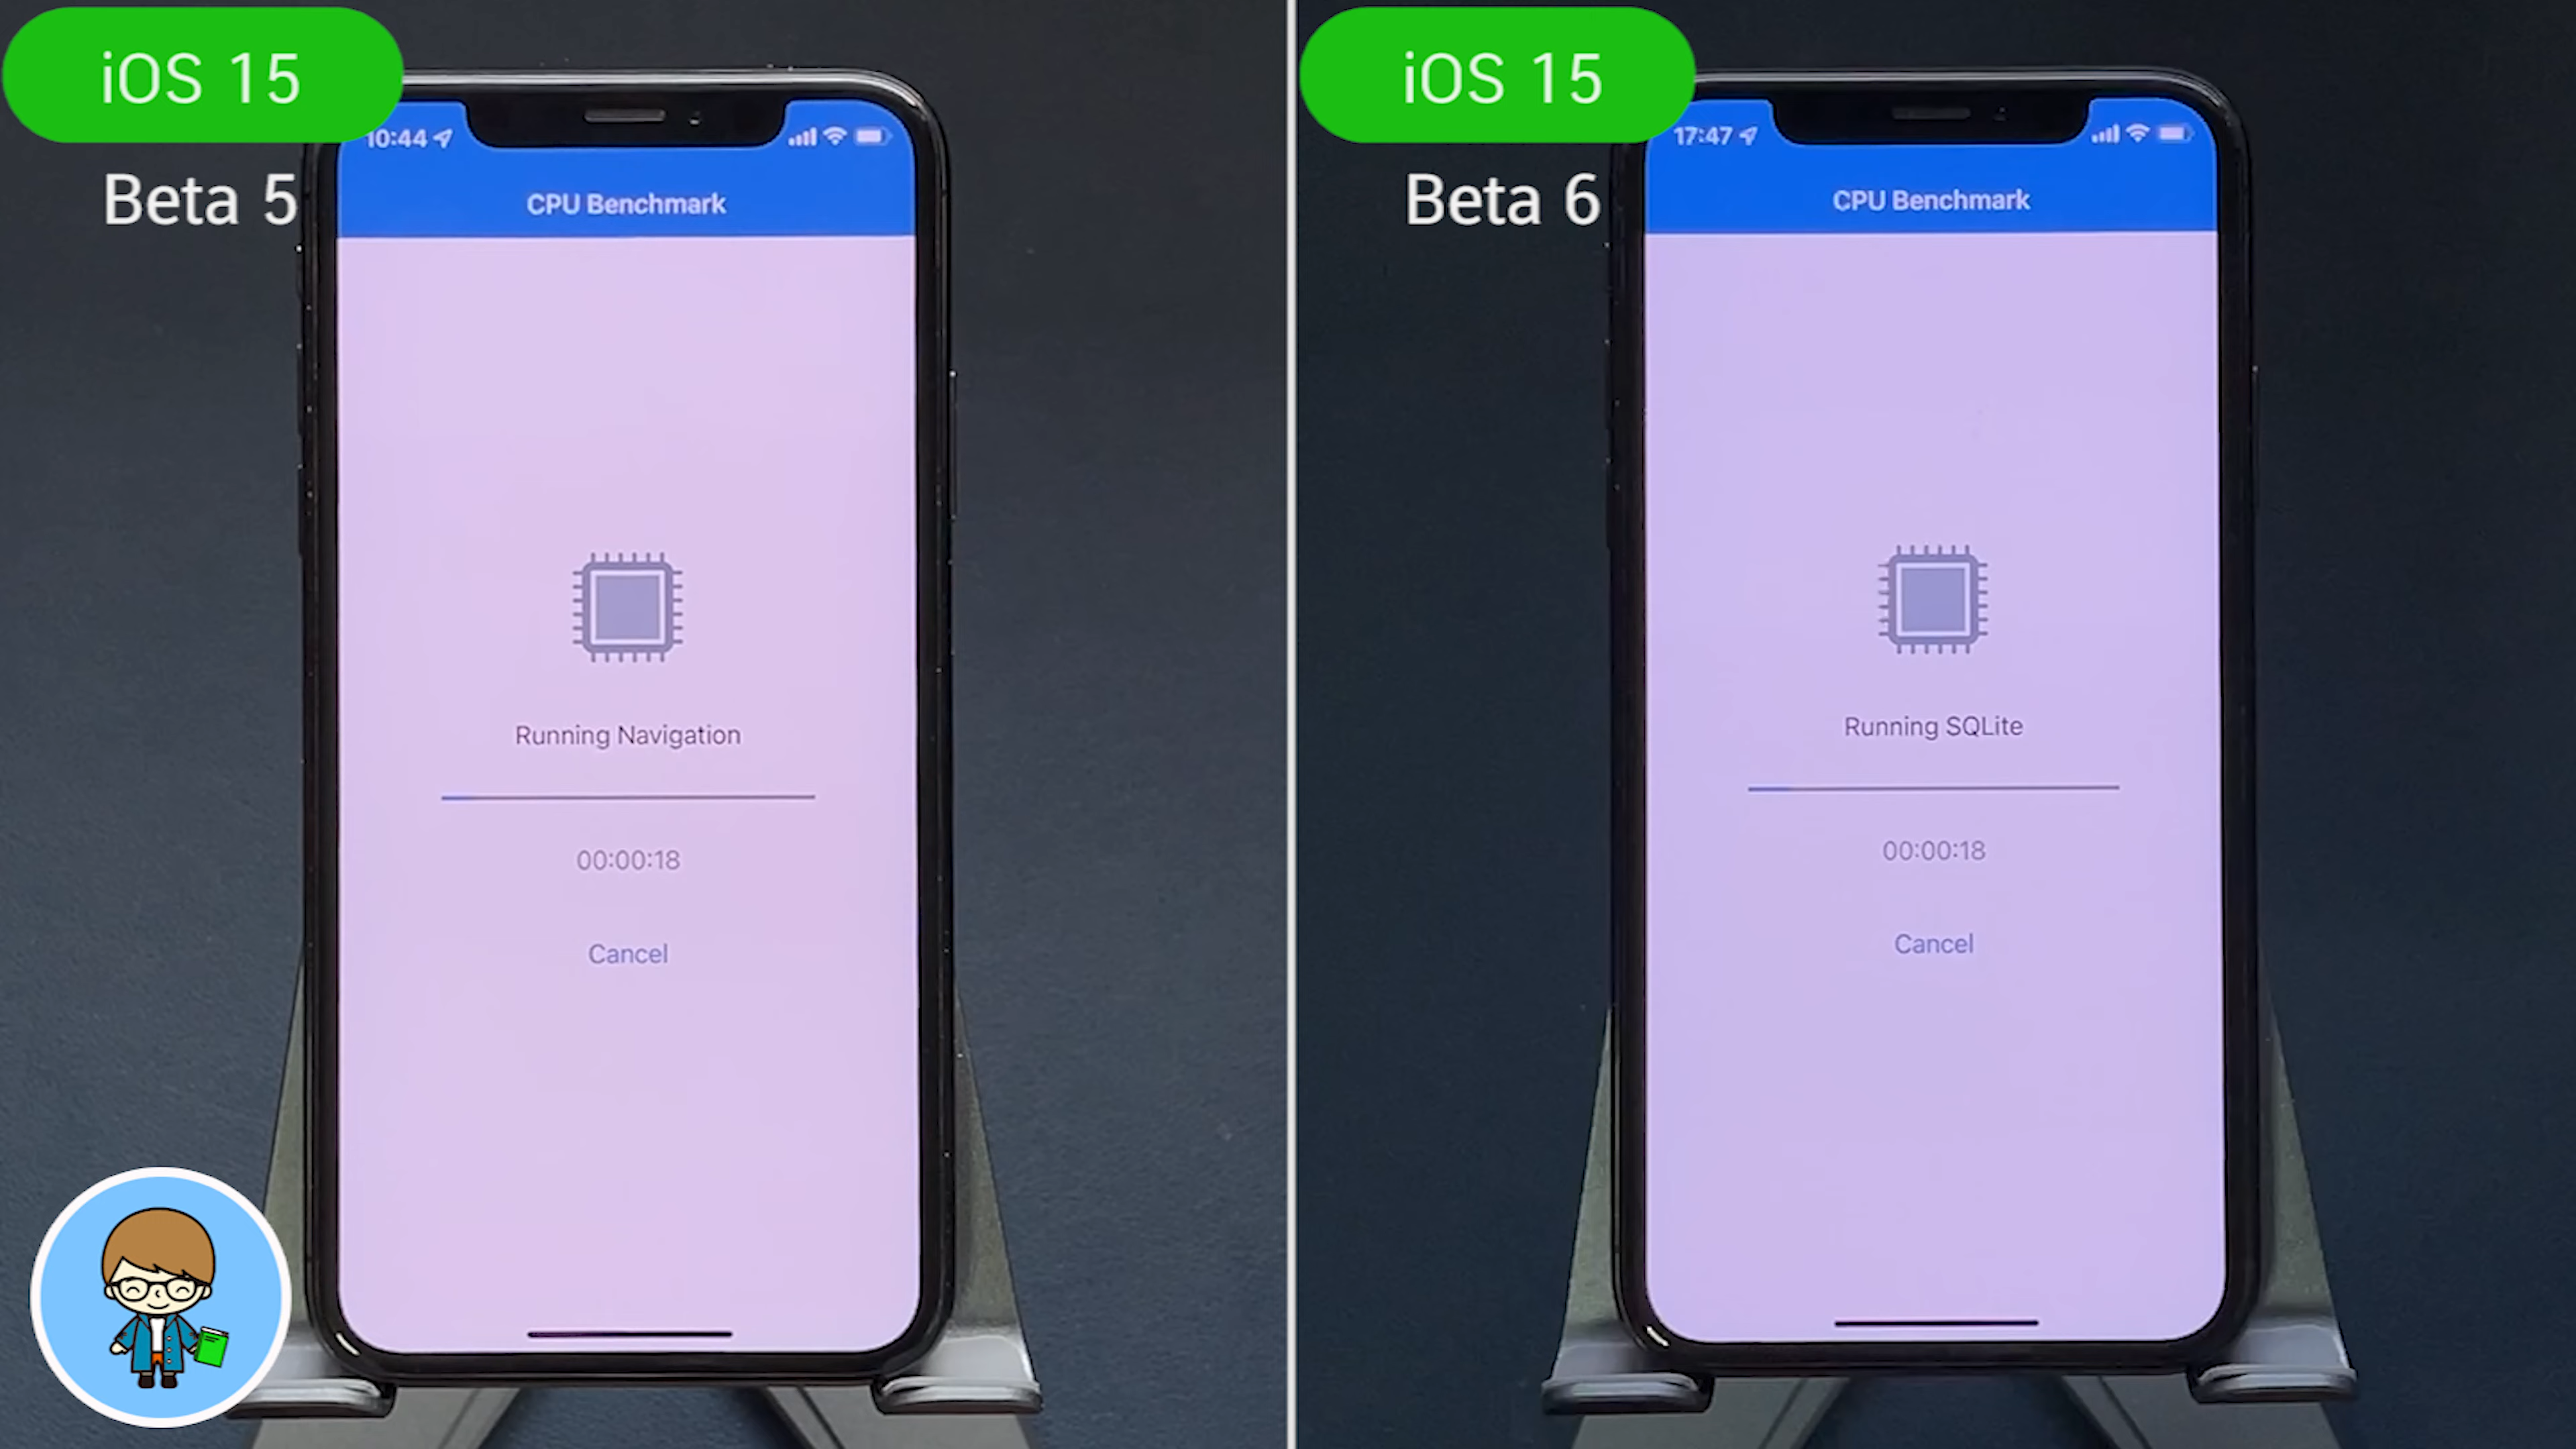 iOS 15
Beta 5
10:44
CPU Benchmark
Running Navigation
00:00:18
Cancel
iOS 15
Beta 6
17:47
CPU Benchmark
Running SQLite
00:00:18
Cancel